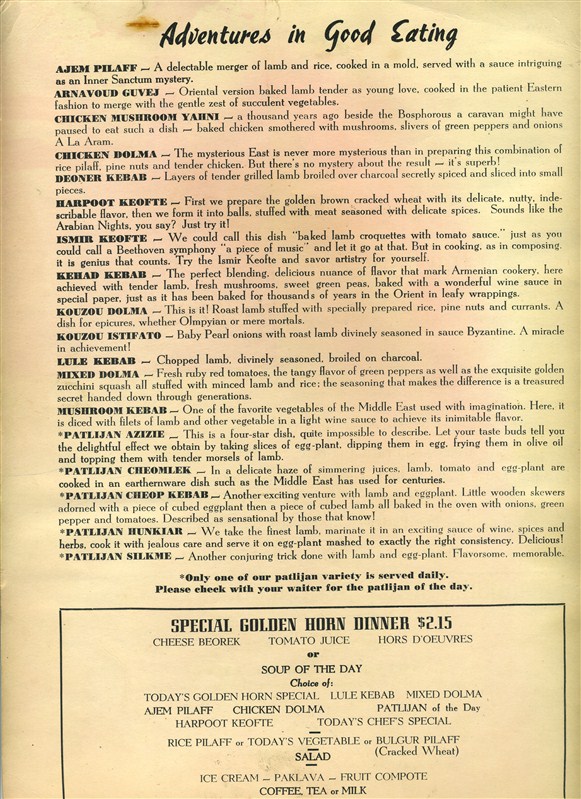 Adventures in Good Eating
AJEM PILAFF — A delectable merger of lamb and rice, cooked in a mold, served with a sauce intriguing
as an Inner Sanctum mystery.
ARNAVOUD GUVEJ — Oriental version baked lamb tender as young love, cooked in the patient Eastern
fashion to merge with the gentle zest of succulent vegetables.
CHICKEN MUSHROOM YAHNI — a thousand years ago beside the Bosphorous a caravan might have
paused to eat such a dish — baked chicken smothered with mushrooms, slivers of green peppers and onions
A La Aram.
CHICKEN DOLMA — The mysterious East is never more mysterious than in preparing this combination of
rice pilaff, pine nuts and tender chicken. But there's no mystery about the result — it's superb!
DEONER KEBAB — Layers of tender grilled lamb broiled over charcoal secretly spiced and sliced into small
pieces.
HARPOOT KEOFTE — First we prepare the golden brown cracked wheat with its delicate, nutty, inde-
scribable flavor, then we form it into balls, stuffed with meat seasoned with delicate spices. Sounds like the
Arabian Nights, you say? Just try it!
ISMIR KEOFTE — We could call this dish "baked lamb croquettes with tomato sauce," just as you
could call a Beethoven symphony "a piece of music" and let it go at that. But in cooking, as in composing,
it is genius that counts. Try the Ismir Keofte and savor artistry for yourself.
KEHAD KEBAB — The perfect blending, delicious nuance of flavor that mark Armenian cookery, here
achieved with tender lamb, fresh mushrooms, sweet green peas, baked with a wonderful wine sauce in
special paper, just as it has been baked for thousands of years in the Orient in leafy wrappings.
KOUZOU DOLMA — This is it! Roast lamb stuffed with specially prepared rice, pine nuts and currants. A
dish for epicures, whether Olmpyian or mere mortals.
KOUZOU ISTIFATO — Baby Pearl onions with roast lamb divinely seasoned in sauce Byzantine. A miracle
in achievement!
LULE KEBAB — Chopped lamb, divinely seasoned, broiled on charcoal.
MIXED DOLMA — Fresh ruby red tomatoes, the tangy flavor of green peppers as well as the exquisite golden
zucchini squash all stuffed with minced lamb and rice; the seasoning that makes the difference is a treasured
secret handed down through generations.
MUSHROOM KEBAB — One of the favorite vegetables of the Middle East used with imagination. Here, it
is diced with filets of lamb and other vegetable in a light wine sauce to achieve its inimitable flavor.
*PATLIJAN AZIZIE — This is a four-star dish, quite impossible to describe. Let your taste buds tell you
the delightful effect we obtain by taking slices of egg-plant, dipping them in egg, frying them in olive oil
and topping them with tender morsels of lamb.
*PATLIJAN CHEOMLEK — In a delicate haze of simmering juices, lamb, tomato and egg-plant are
cooked in an earthernware dish such as the Middle East has used for centuries.
*PATLIJAN CHEOP KEBAB — Another exciting venture with lamb and eggplant. Little wooden skewers
adorned with a piece of cubed eggplant then a piece of cubed lamb all baked in the oven with onions, green
pepper and tomatoes. Described as sensational by those that know!
*PATLIJAN HUNKIAR — We take the finest lamb, marinate it in an exciting sauce of wine, spices and
herbs, cook it with jealous care and serve it on egg-plant mashed to exactly the right consistency. Delicious!
*PATLIJAN SILKME — Another conjuring trick done with lamb and egg-plant. Flavorsome, memorable.
*Only one of our patlijan variety is served daily.
Please check with your waiter for the patlijan of the day.
SPECIAL GOLDEN HORN DINNER $2.15
CHEESE BEOREK TOMATO JUICE HORS D'OEUVRES
or
SOUP OF THE DAY
Choice of:
TODAY'S GOLDEN HORN SPECIAL LULE KEBAB MIXED DOLMA
AJEM PILAFF CHICKEN DOLMA PATLIJAN of the Day
HARPOOT KEOFTE TODAY'S CHEF'S SPECIAL
RICE PILAFF or TODAY'S VEGETABLE or BULGUR PILAFF
(Cracked Wheat)
SALAD
ICE CREAM — PAKLAVA — FRUIT COMPOTE
COFFEE, TEA or MILK